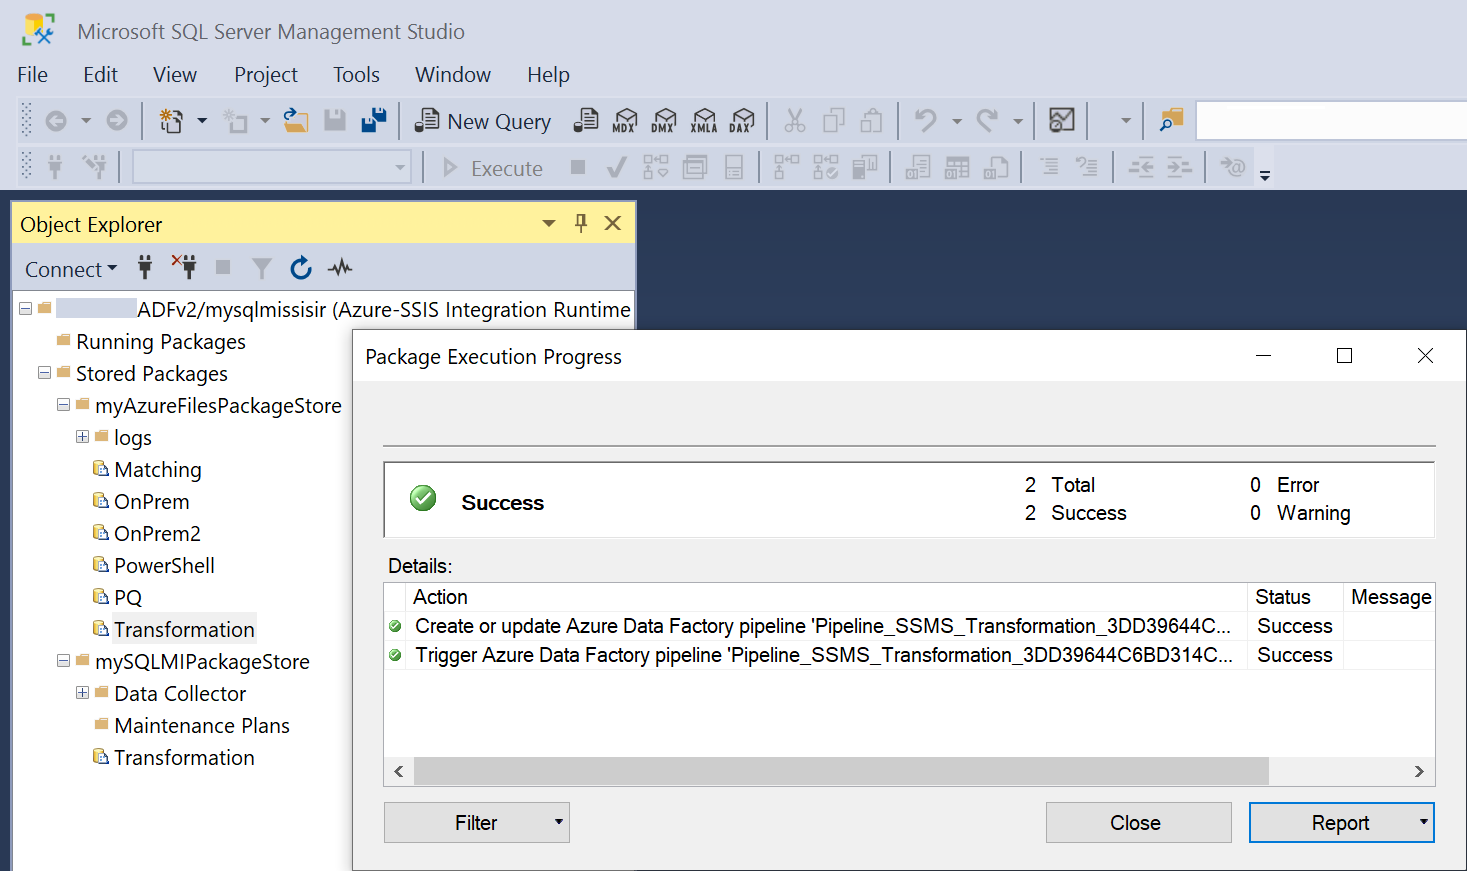 Microsoft SQL Server Management Studio
File Edit View Project Tools Window Help
New Query MDX DMX XMLA DAX
Execute
Object Explorer
Connect
ADFv2/mysqlmissisir (Azure-SSIS Integration Runtime
Running Packages
Stored Packages
myAzureFilesPackageStore
logs
Matching
OnPrem
OnPrem2
PowerShell
PQ
Transformation
mySQLMIPackageStore
Data Collector
Maintenance Plans
Transformation
Package Execution Progress
Success
2 Total 0 Error
2 Success 0 Warning
Details:
Action Status Message
Create or update Azure Data Factory pipeline 'Pipeline_SSMS_Transformation_3DD39644C... Success
Trigger Azure Data Factory pipeline 'Pipeline_SSMS_Transformation_3DD39644C6BD314C... Success
Filter Close Report